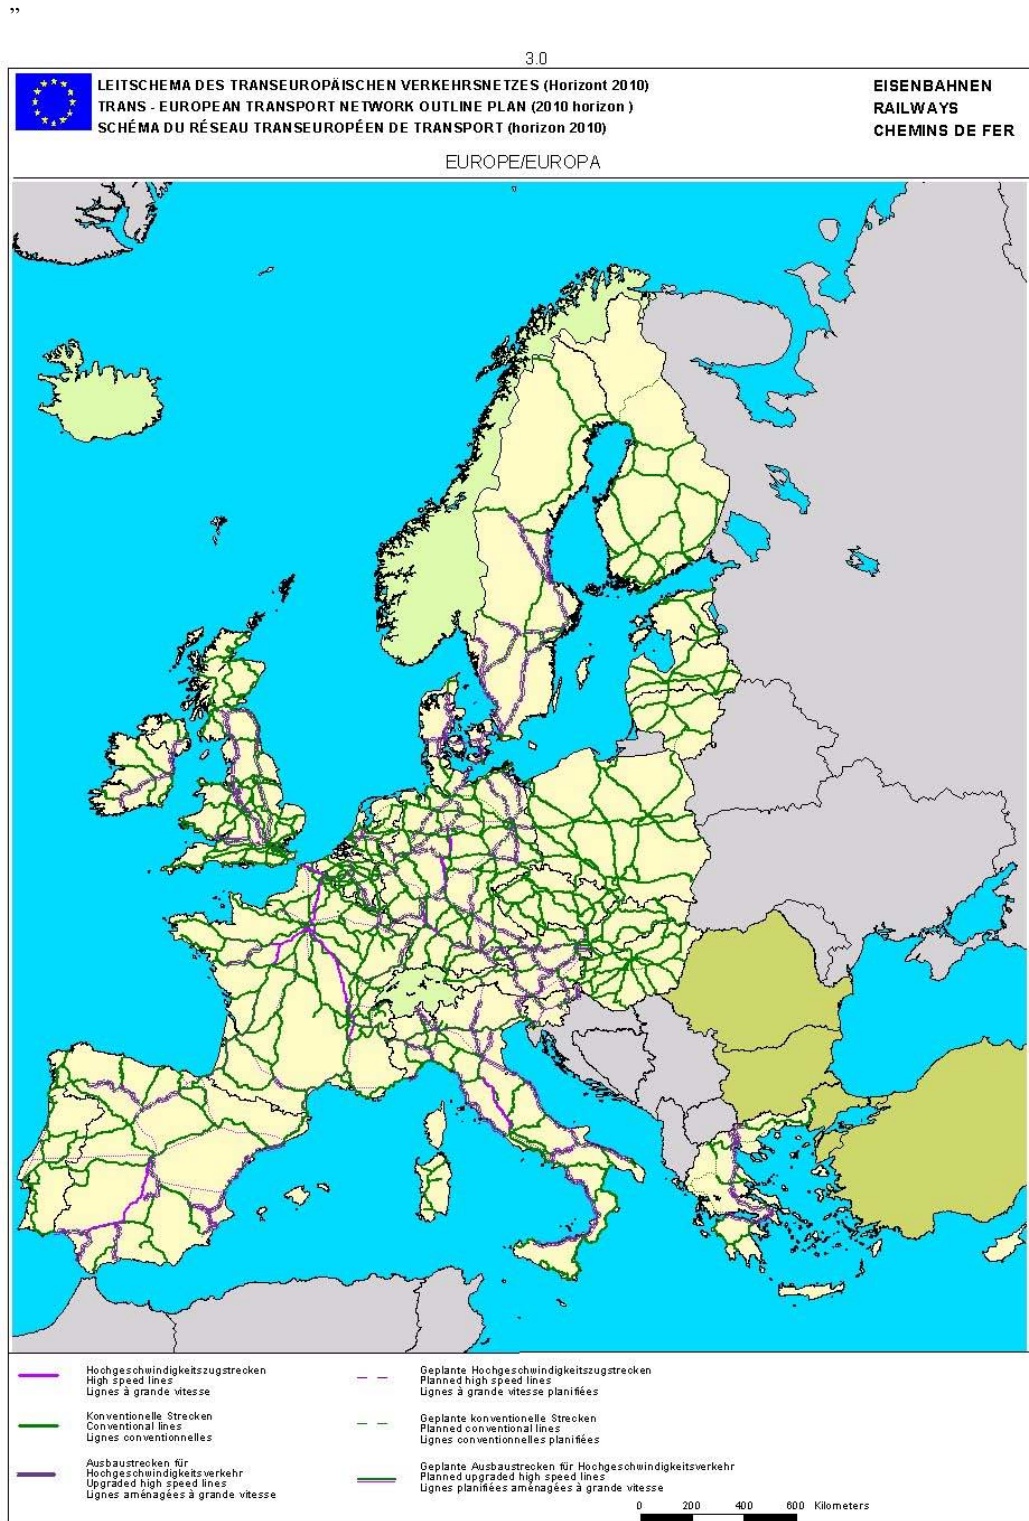 ”
3.0
LEITSCHEMA DES TRANSEUROPÄISCHEN VERKEHRSNETZES (Horizont 2010)
TRANS - EUROPEAN TRANSPORT NETWORK OUTLINE PLAN (2010 horizon )
SCHÉMA DU RÉSEAU TRANSEUROPÉEN DE TRANSPORT (horizon 2010)
EISENBAHNEN
RAILWAYS
CHEMINS DE FER
EUROPE/EUROPA
Hochgeschwindigkeitszugstrecken
High speed lines
Lignes à grande vitesse
Konventionelle Strecken
Conventional lines
Lignes conventionnelles
Ausbaustrecken für
Hochgeschwindigkeitsverkehr
Upgraded high speed lines
Lignes aménagées à grande vitesse
Geplante Hochgeschwindigkeitszugstrecken
Planned high speed lines
Lignes à grande vitesse planifiées
Geplante konventionelle Strecken
Planned conventional lines
Lignes conventionnelles planifiées
Geplante Ausbaustrecken für Hochgeschwindigkeitsverkehr
Planned upgraded high speed lines
Lignes planifiées aménagées à grande vitesse
0 200 400 600 Kilometers